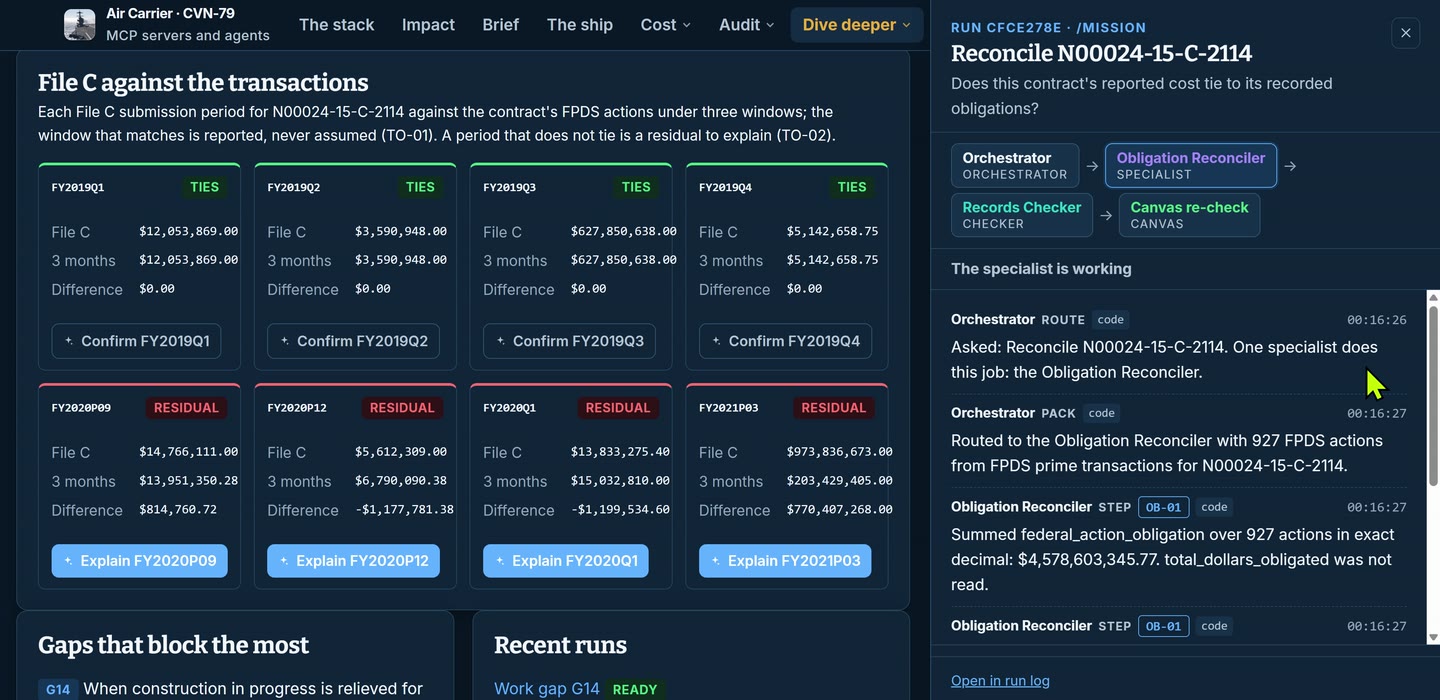 Air Carrier · CVN-79
MCP servers and agents
The stack
Impact
Brief
The ship
Cost
Audit
Dive deeper
File C against the transactions
Each File C submission period for N00024-15-C-2114 against the contract's FPDS actions under three windows; the
window that matches is reported, never assumed (TO-01). A period that does not tie is a residual to explain (TO-02).
FY2019Q1 TIES
File C $12,053,869.00
3 months $12,053,869.00
Difference $0.00
Confirm FY2019Q1
FY2019Q2 TIES
File C $3,590,948.00
3 months $3,590,948.00
Difference $0.00
Confirm FY2019Q2
FY2019Q3 TIES
File C $627,850,638.00
3 months $627,850,638.00
Difference $0.00
Confirm FY2019Q3
FY2019Q4 TIES
File C $5,142,658.75
3 months $5,142,658.75
Difference $0.00
Confirm FY2019Q4
FY2020P09 RESIDUAL
File C $14,766,111.00
3 months $13,951,350.28
Difference $814,760.72
Explain FY2020P09
FY2020P12 RESIDUAL
File C $5,612,309.00
3 months $6,790,090.38
Difference -$1,177,781.38
Explain FY2020P12
FY2020Q1 RESIDUAL
File C $13,833,275.40
3 months $15,032,810.00
Difference -$1,199,534.60
Explain FY2020Q1
FY2021P03 RESIDUAL
File C $973,836,673.00
3 months $203,429,405.00
Difference $770,407,268.00
Explain FY2021P03
Gaps that block the most
G14 When construction in progress is relieved for
Recent runs
Work gap G14 READY
RUN CFCE278E · /MISSION
Reconcile N00024-15-C-2114
Does this contract's reported cost tie to its recorded
obligations?
Orchestrator
ORCHESTRATOR
→
Obligation Reconciler
SPECIALIST
→
Records Checker
CHECKER
→
Canvas re-check
CANVAS
The specialist is working
Orchestrator ROUTE code 00:16:26
Asked: Reconcile N00024-15-C-2114. One specialist does
this job: the Obligation Reconciler.
Orchestrator PACK code 00:16:27
Routed to the Obligation Reconciler with 927 FPDS actions
from FPDS prime transactions for N00024-15-C-2114.
Obligation Reconciler STEP OB-01 code 00:16:27
Summed federal_action_obligation over 927 actions in exact
decimal: $4,578,603,345.77. total_dollars_obligated was not
read.
Obligation Reconciler STEP OB-01 code 00:16:27
Open in run log